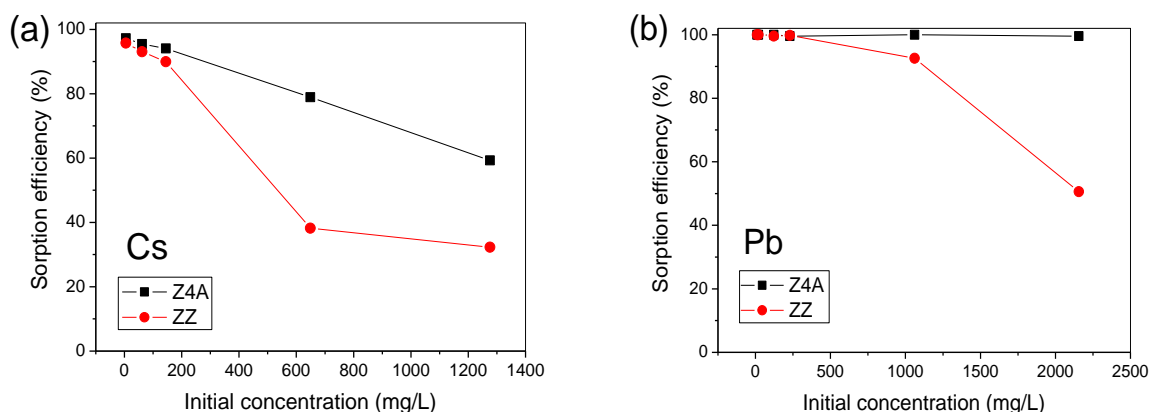 (a)
Sorption efficiency (%)
100
80
60
40
20
0
Cs
Z4A
ZZ
0 200 400 600 800 1000 1200 1400
Initial concentration (mg/L)
(b)
Sorption efficiency (%)
100
80
60
40
20
0
Pb
Z4A
ZZ
0 500 1000 1500 2000 2500
Initial concentration (mg/L)